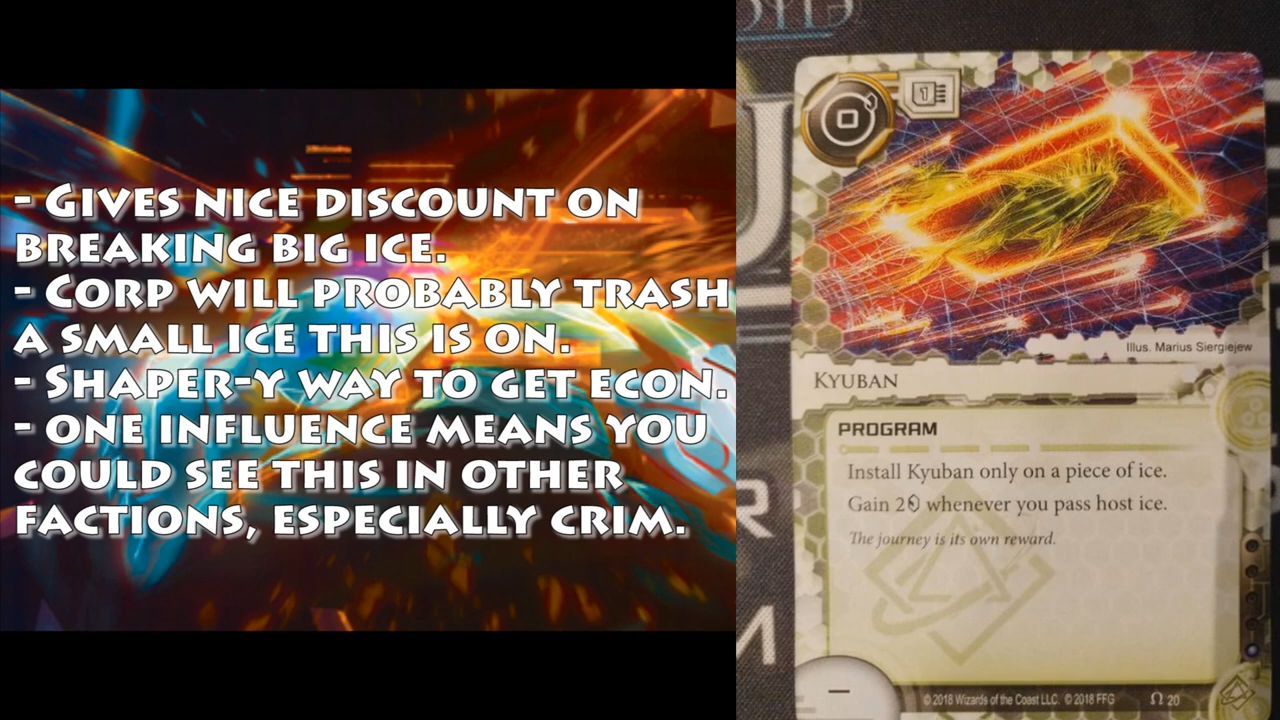 - Gives nice discount on
breaking big ice.
- Corp will probably trash
a small ice this is on.
- Shaper-y way to get econ.
- one influence means you
could see this in other
factions, especially crim.
1
Illus. Marius Siergiejew
Kyuban
PROGRAM
Install Kyuban only on a piece of ice.
Gain 2 whenever you pass host ice.
The journey is its own reward.
–
© 2018 Wizards of the Coast LLC. © 2018 FFG Ω 20